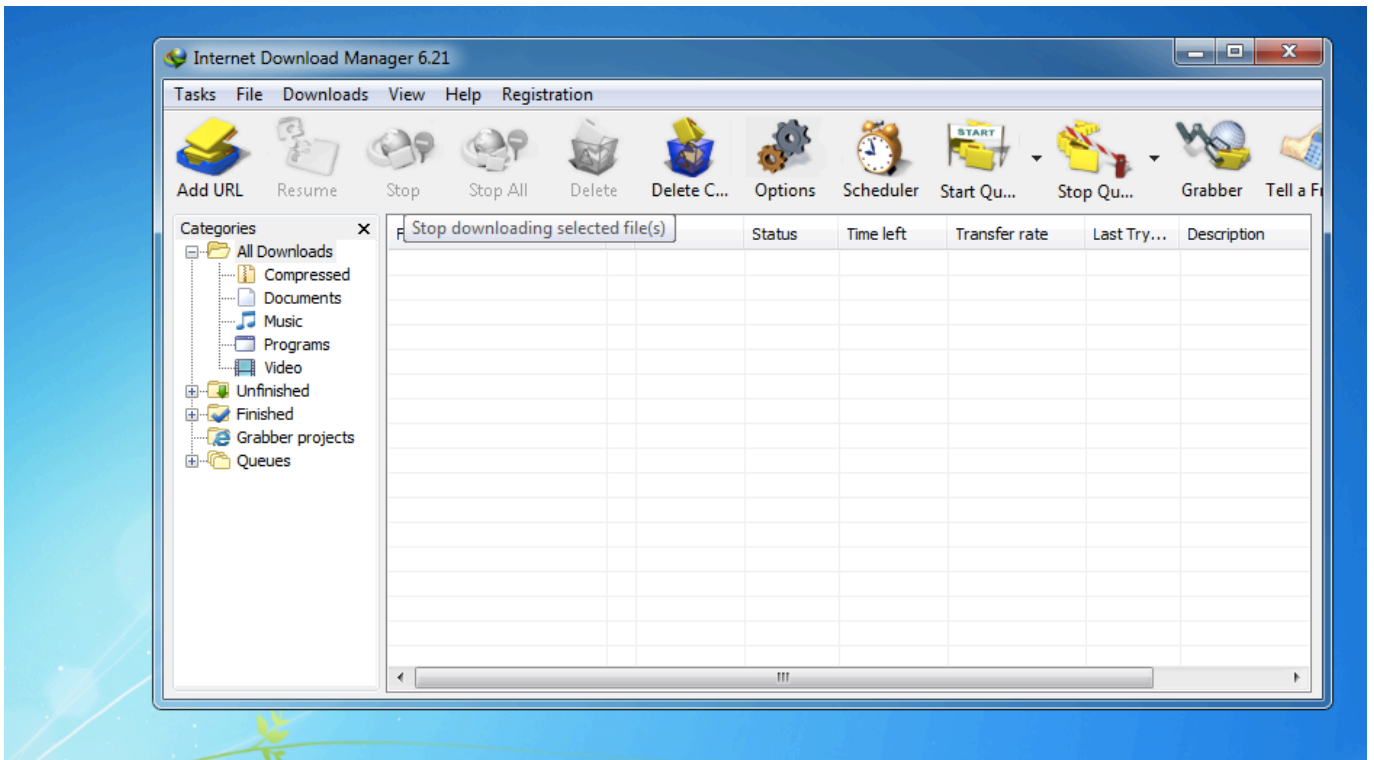 Internet Download Manager 6.21
Tasks File Downloads View Help Registration
START
Add URL Resume Stop Stop All Delete Delete C... Options Scheduler Start Qu... Stop Qu... Grabber Tell a Fr
Categories
Stop downloading selected file(s)
F Status Time left Transfer rate Last Try... Description
All Downloads
Compressed
Documents
Music
Programs
Video
Unfinished
Finished
Grabber projects
Queues